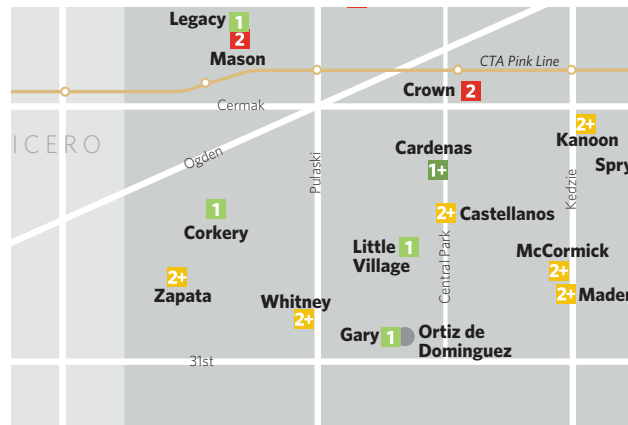 Legacy 1
2
Mason
CTA Pink Line
Crown 2
Cermak
2+
Kanoon
ICERO
Ogden
Pulaski
Cardenas
1+
Spry
Kedzie
1
Corkery
2+ Castellanos
Central Park
Little
Village
1
McCormick
2+
2+ Mader
2+
Zapata
Whitney
2+
Gary 1
Ortiz de
Dominguez
31st